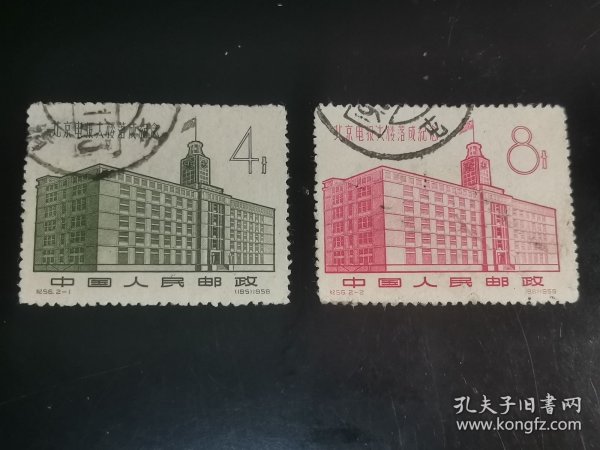 北京电报大楼落成纪念
4分
中国人民邮政
纪56.2-1
(185)1958
北京电报大楼落成纪念
8分
中国人民邮政
纪56.2-2
孔夫子旧书网
www.kongfz.com